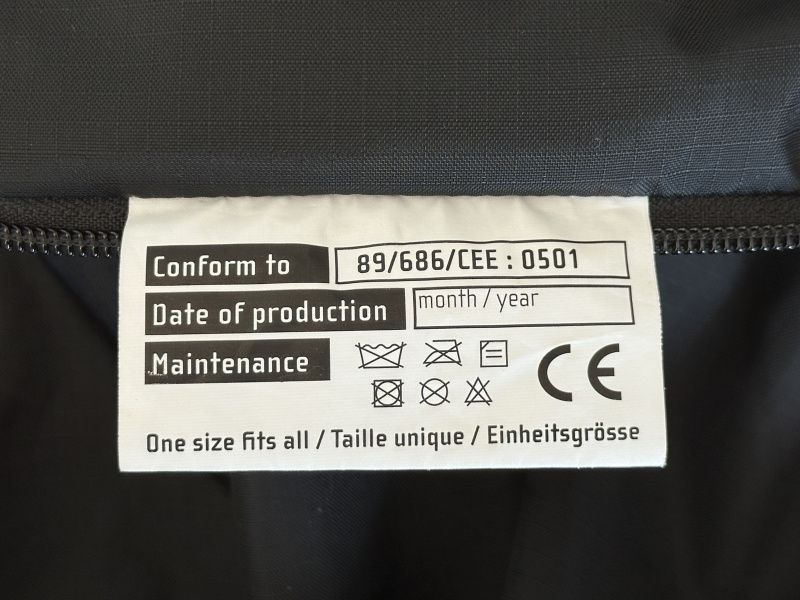 Conform to 89/686/CEE : 0501
Date of production month / year
Maintenance
CE
One size fits all / Taille unique / Einheitsgrösse